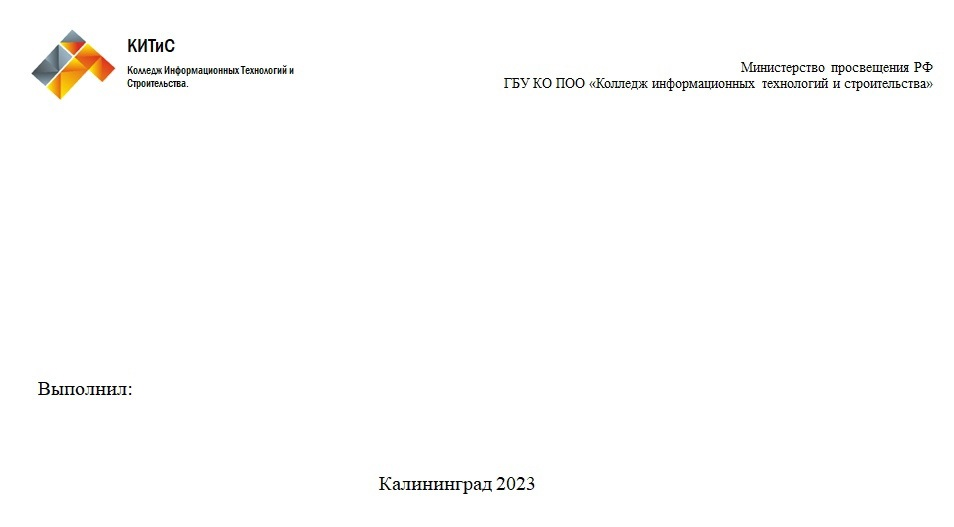 КИТиС
Колледж Информационных Технологий и
Строительства.
Министерство просвещения РФ
ГБУ КО ПОО «Колледж информационных технологий и строительства»
Выполнил:
Калининград 2023